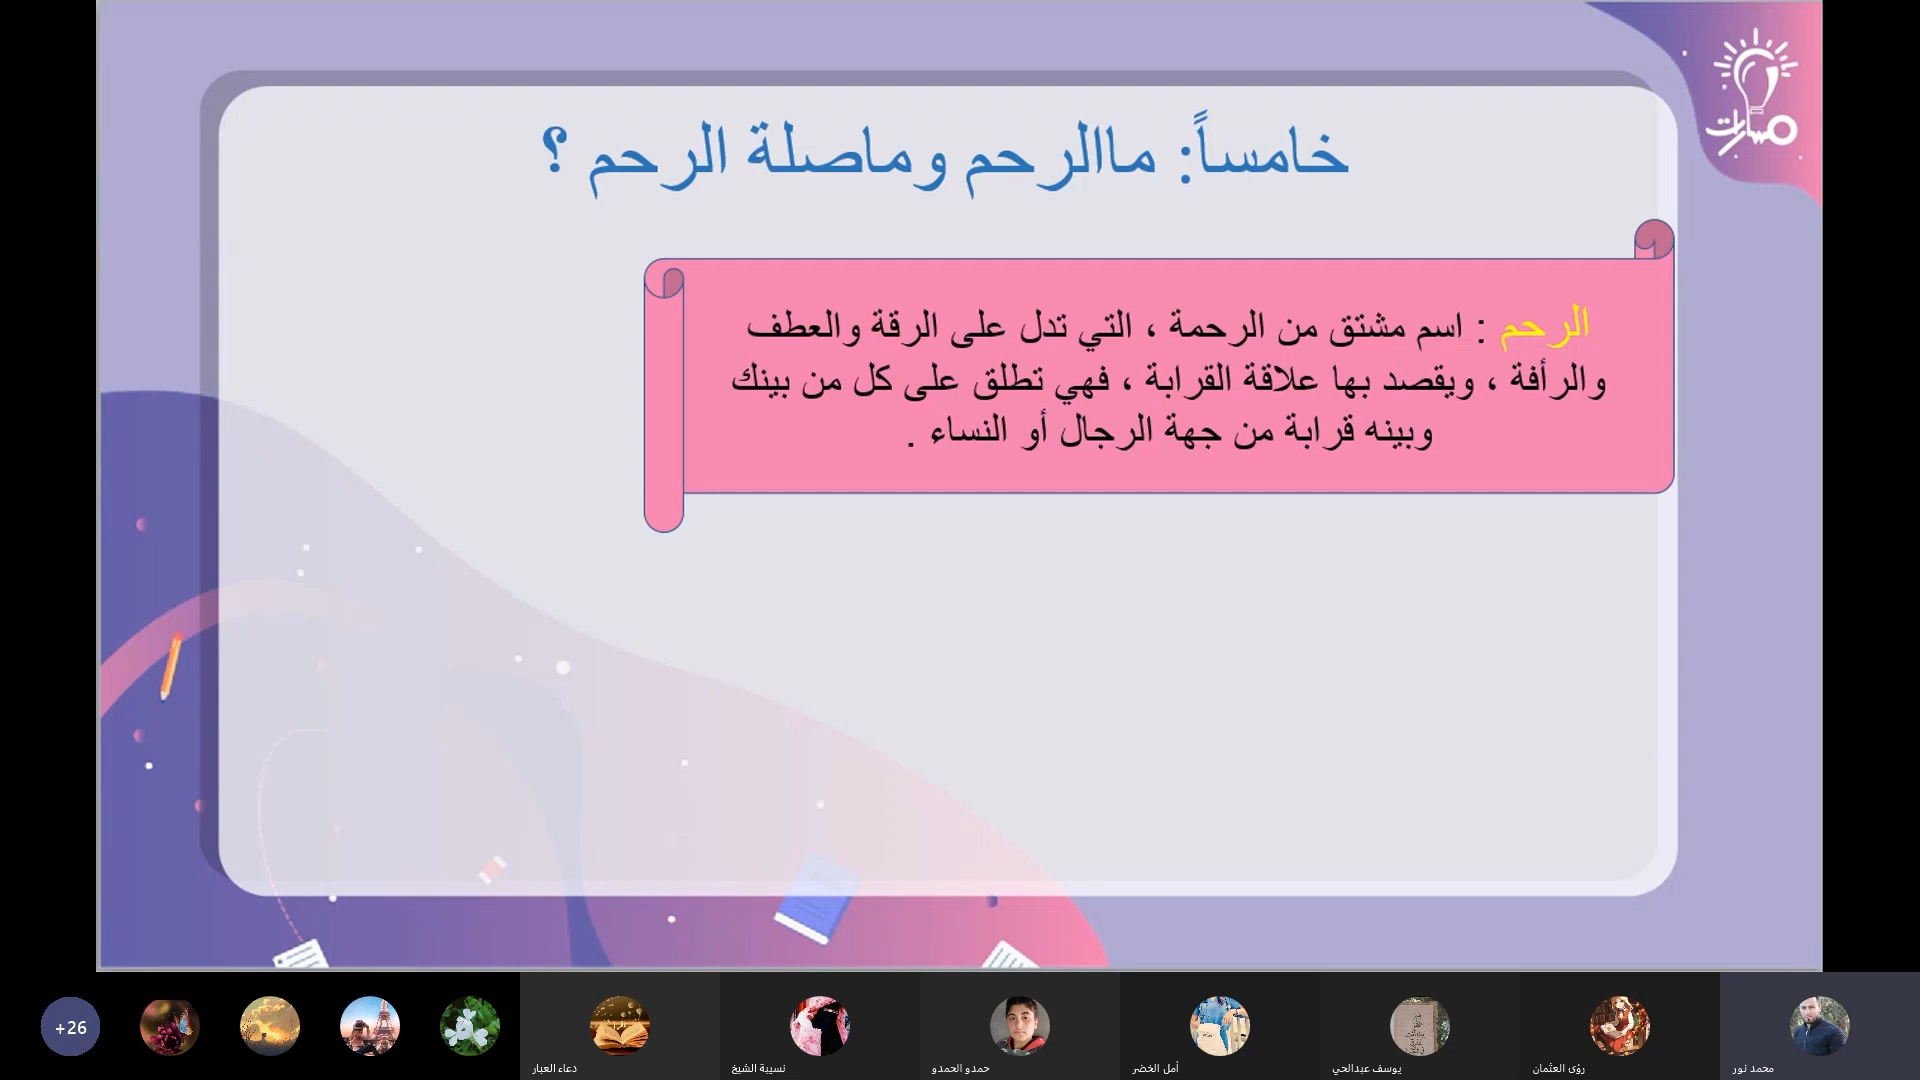 مسارات
خامساً: ماالرحم وماصلة الرحم ؟
الرحم : اسم مشتق من الرحمة ، التي تدل على الرقة والعطف
والرأفة ، ويقصد بها علاقة القرابة ، فهي تطلق على كل من بينك
وبينه قرابة من جهة الرجال أو النساء .
+26
دعاء العبار
نسيبة الشيخ
حمدو الحمدو
أمل الخضر
يوسف عبدالحي
رؤى العثمان
محمد نور